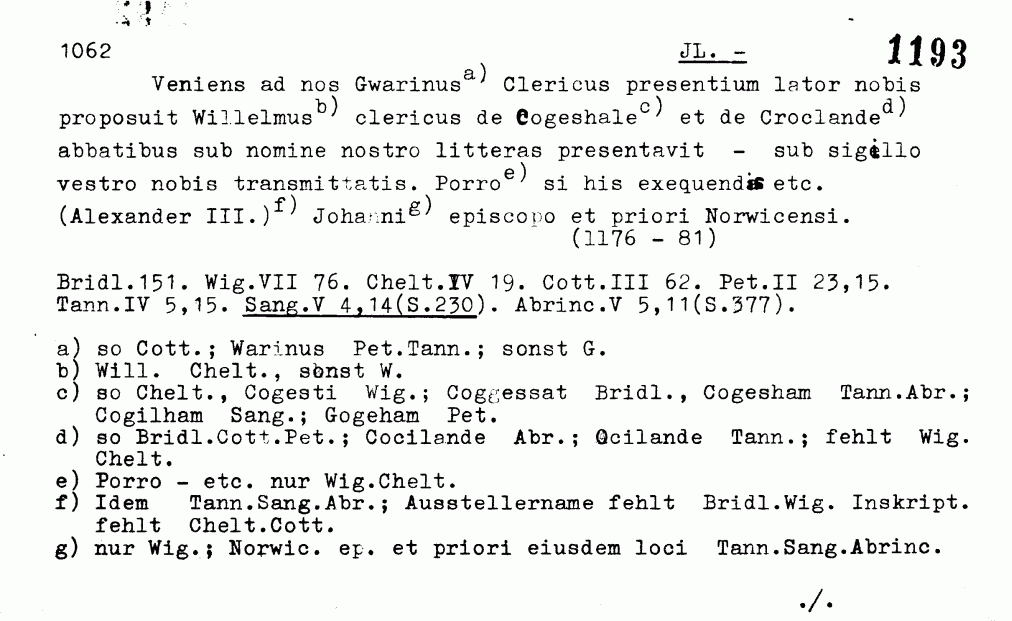 1062 JL. - 1193
Veniens ad nos Gwarinus a) Clericus presentium lator nobis
proposuit Willelmus b) clericus de Cogeshale c) et de Croclande d)
abbatibus sub nomine nostro litteras presentavit - sub sigello
vestro nobis transmittatis. Porro e) si his exequendis etc.
(Alexander III.) f) Johanni g) episcopo et priori Norwicensi.
(1176 - 81)
Bridl.151. Wig.VII 76. Chelt.IV 19. Cott.III 62. Pet.II 23,15.
Tann.IV 5,15. Sang.V 4,14(S.230). Abrinc.V 5,11(S.377).
a) so Cott.; Warinus Pet.Tann.; sonst G.
b) Will. Chelt., sonst W.
c) so Chelt., Cogesti Wig.; Coggessat Bridl., Cogesham Tann.Abr.;
Cogilham Sang.; Gogeham Pet.
d) so Bridl.Cott.Pet.; Cocilande Abr.; Ocilande Tann.; fehlt Wig.
Chelt.
e) Porro - etc. nur Wig.Chelt.
f) Idem Tann.Sang.Abr.; Ausstellername fehlt Bridl.Wig. Inskript.
fehlt Chelt.Cott.
g) nur Wig.; Norwic. ep. et priori eiusdem loci Tann.Sang.Abrinc.
./.